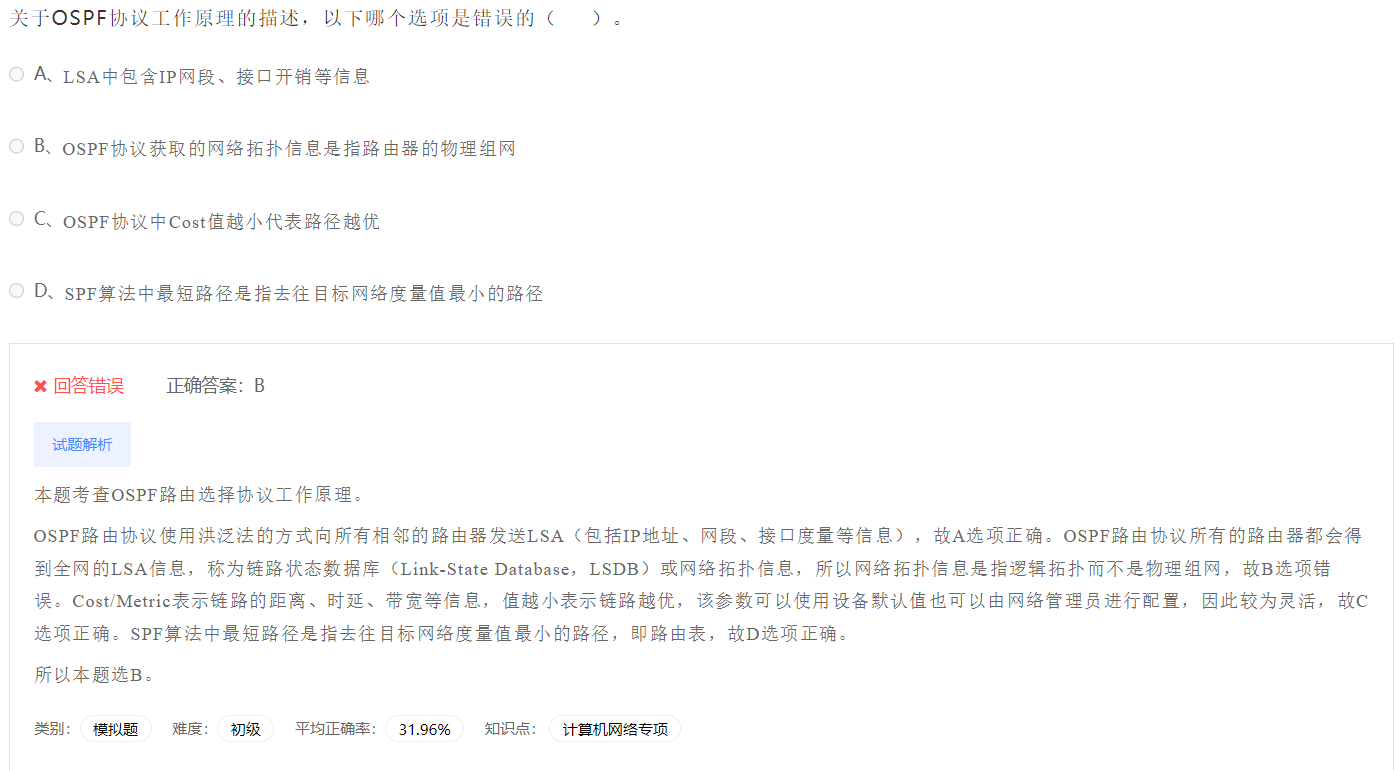 关于OSPF协议工作原理的描述，以下哪个选项是错误的（　　）。
A、LSA中包含IP网段、接口开销等信息
B、OSPF协议获取的网络拓扑信息是指路由器的物理组网
C、OSPF协议中Cost值越小代表路径越优
D、SPF算法中最短路径是指去往目标网络度量值最小的路径
回答错误 正确答案：B
试题解析
本题考查OSPF路由选择协议工作原理。
OSPF路由协议使用洪泛法的方式向所有相邻的路由器发送LSA（包括IP地址、网段、接口度量等信息），故A选项正确。OSPF路由协议所有的路由器都会得
到全网的LSA信息，称为链路状态数据库（Link-State Database，LSDB）或网络拓扑信息，所以网络拓扑信息是指逻辑拓扑而不是物理组网，故B选项错
误。Cost/Metric表示链路的距离、时延、带宽等信息，值越小表示链路越优，该参数可以使用设备默认值也可以由网络管理员进行配置，因此较为灵活，故C
选项正确。SPF算法中最短路径是指去往目标网络度量值最小的路径，即路由表，故D选项正确。
所以本题选B。
类别： 模拟题 难度： 初级 平均正确率： 31.96% 知识点： 计算机网络专项